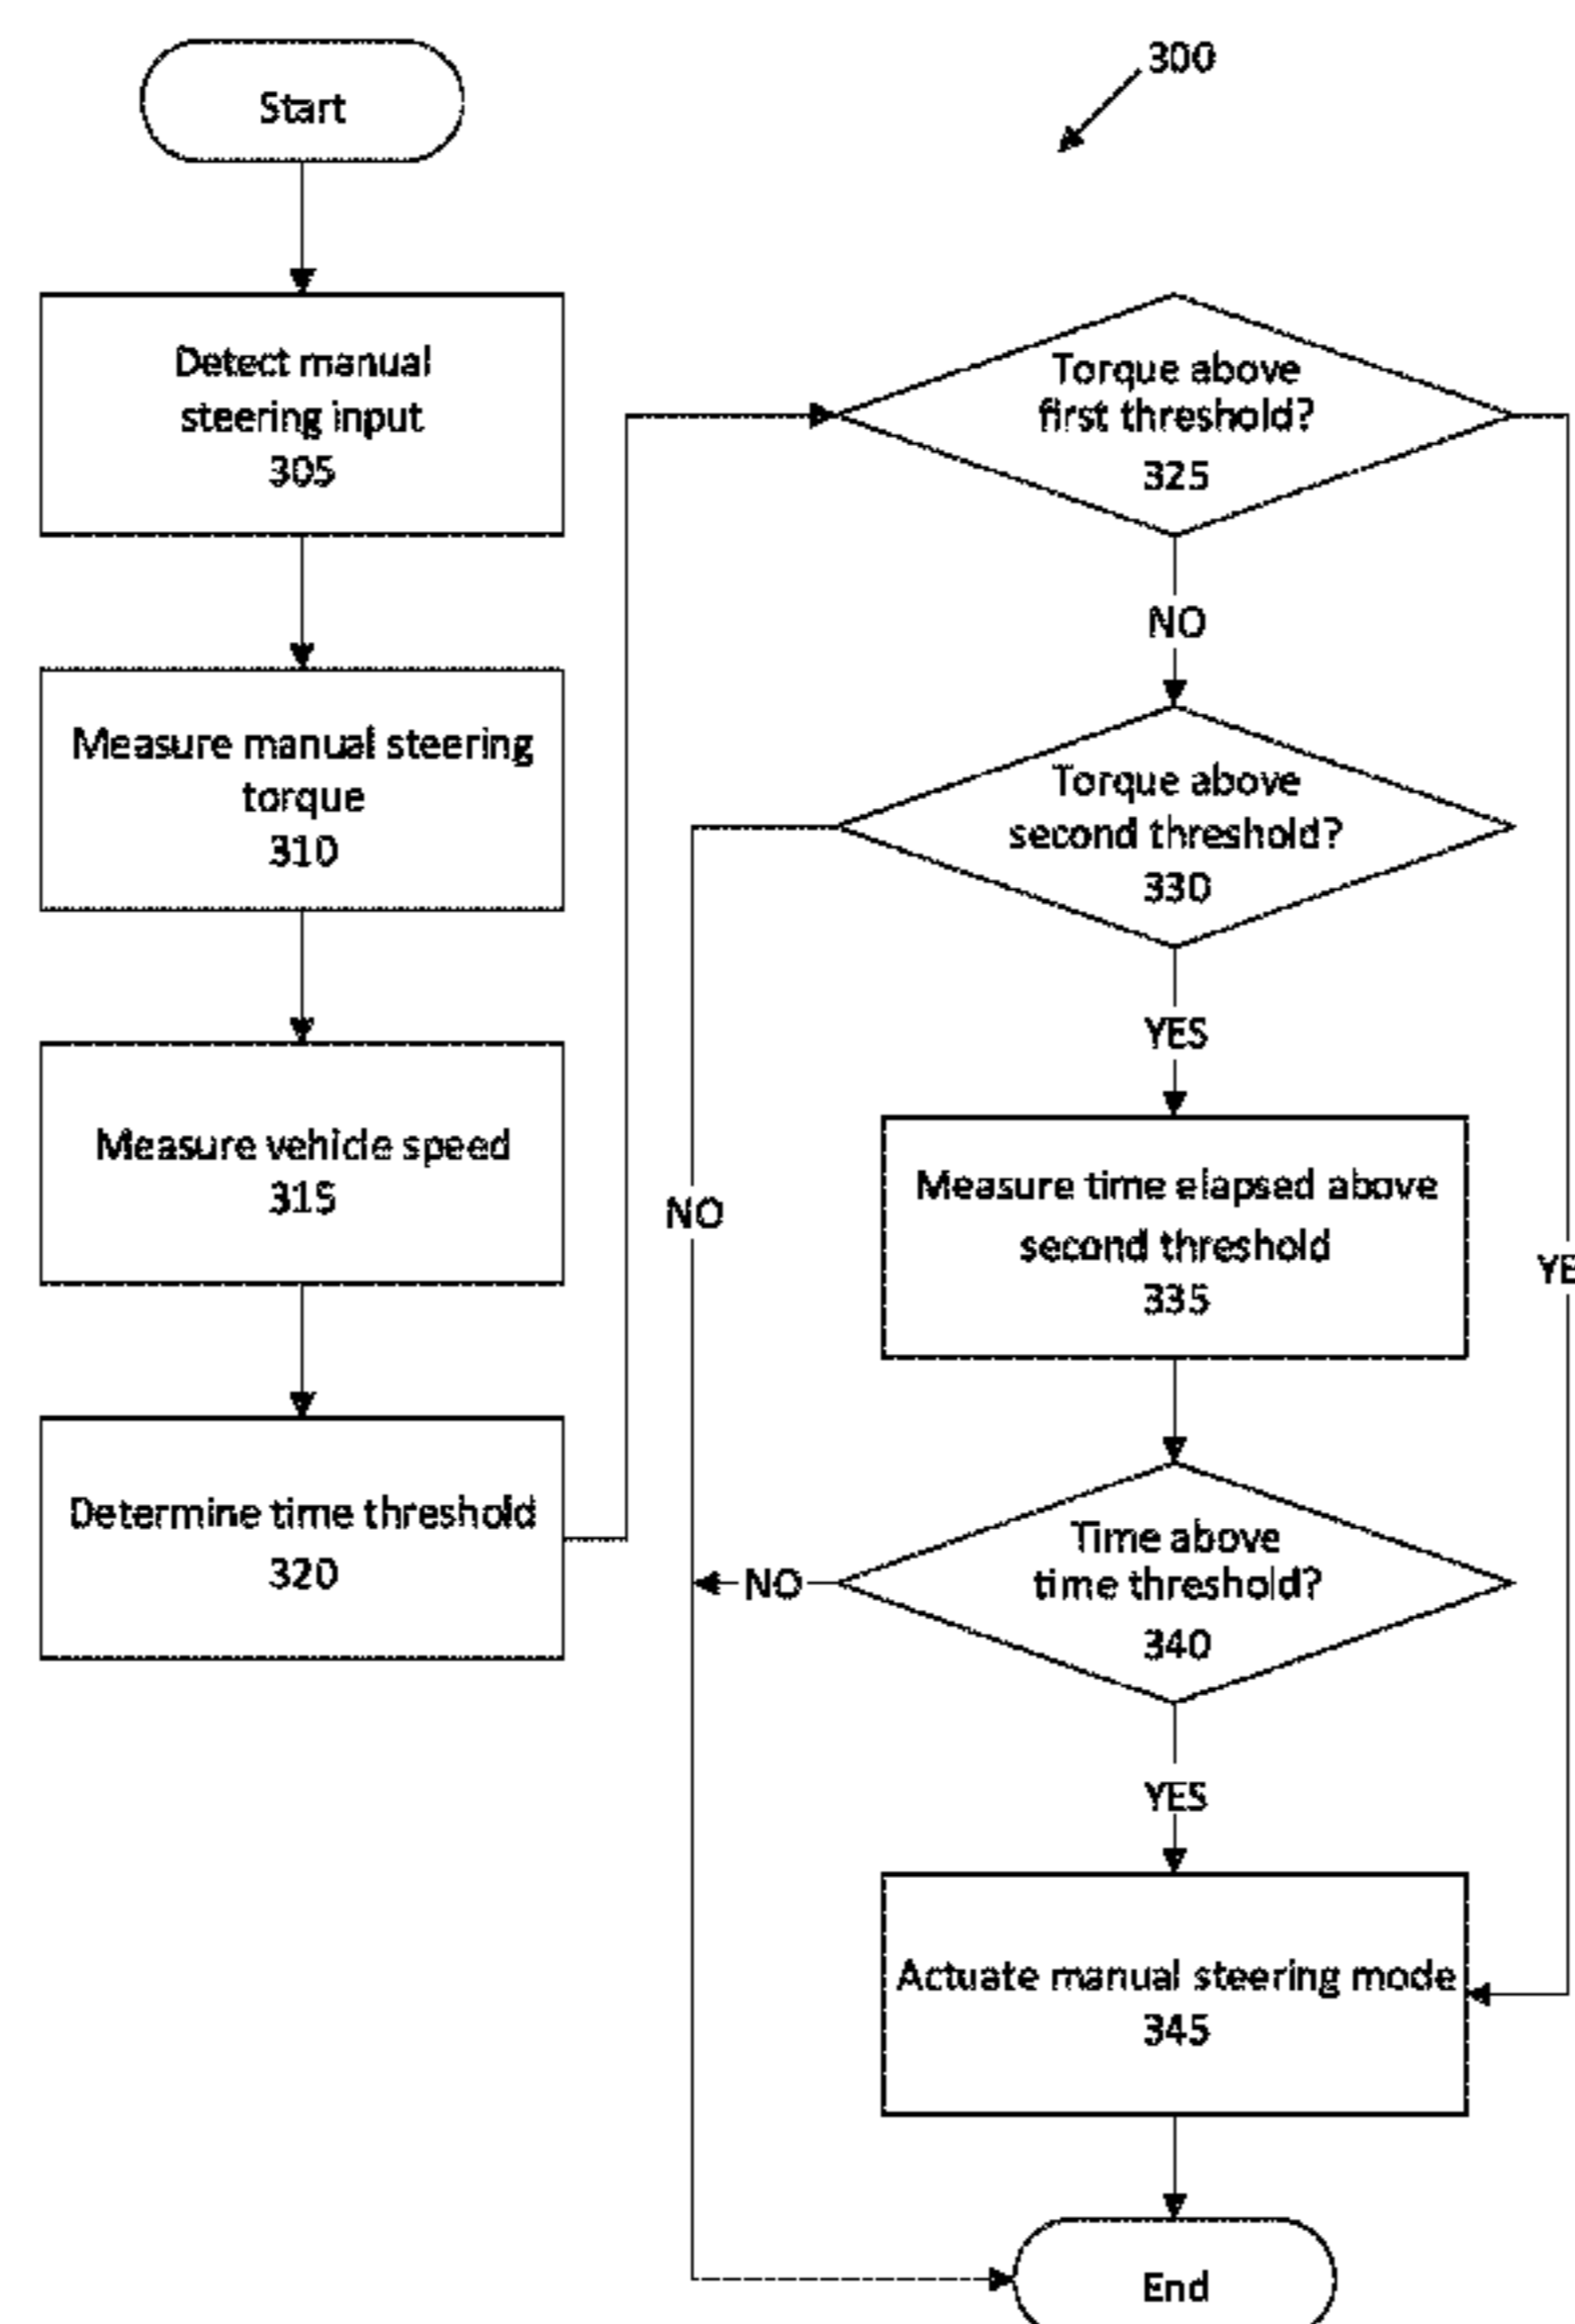 Start
300
Detect manual
steering input
305
Measure manual steering
torque
310
Measure vehicle speed
315
Determine time threshold
320
Torque above
first threshold?
325
NO
Torque above
second threshold?
330
YES
NO
Measure time elapsed above
second threshold
335
YE
Time above
time threshold?
340
NO
YES
Actuate manual steering mode
345
End